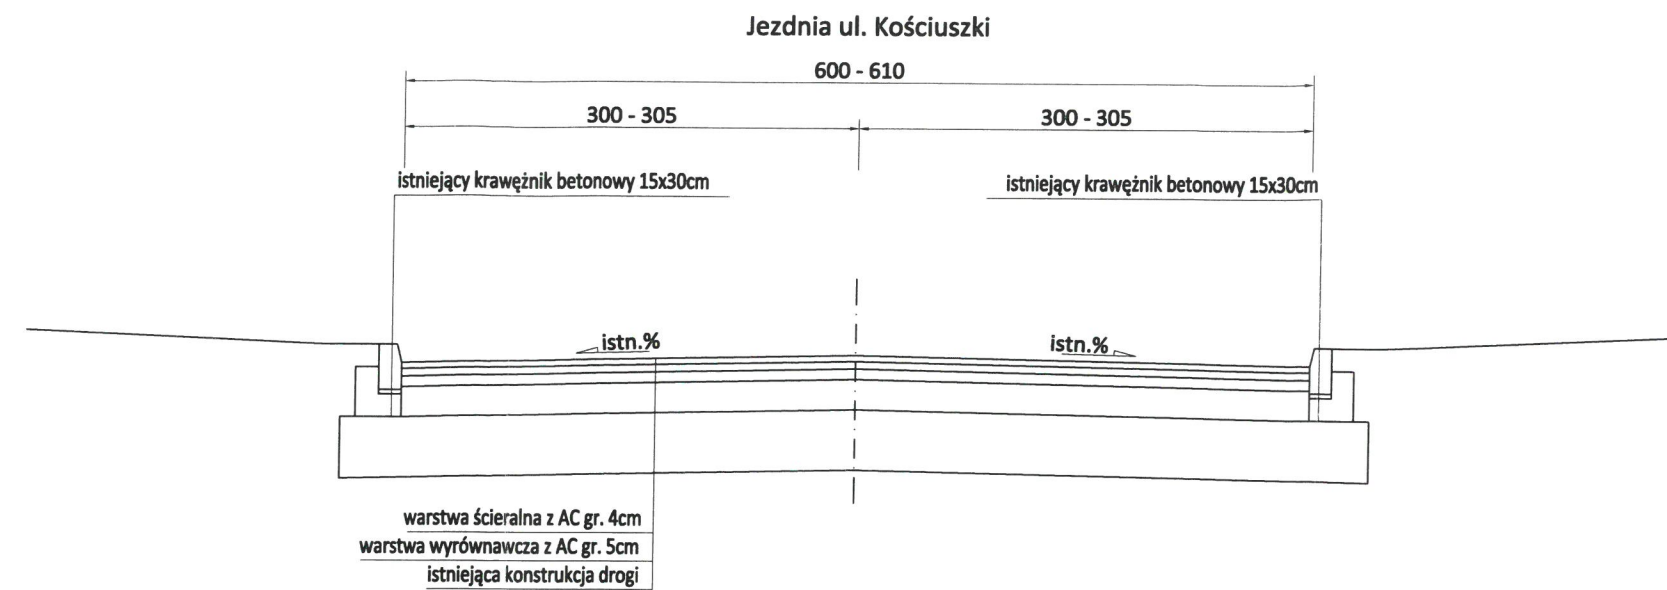 Jezdnia ul. Kościuszki
600 - 610
300 - 305
300 - 305
istniejący krawężnik betonowy 15x30cm
istniejący krawężnik betonowy 15x30cm
istn.%
istn.%
warstwa ścieralna z AC gr. 4cm
warstwa wyrównawcza z AC gr. 5cm
istniejąca konstrukcja drogi